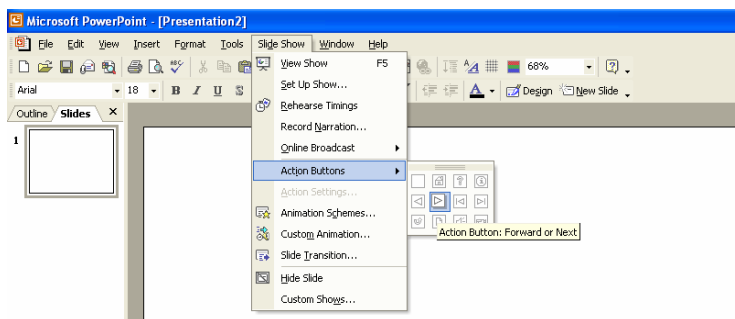 Microsoft PowerPoint - [Presentation2]
File Edit View Insert Format Tools Slide Show Window Help
68%
Arial 18 B I U S A Design New Slide
Outline Slides
1
View Show F5
Set Up Show...
Rehearse Timings
Record Narration...
Online Broadcast
Action Buttons
Action Settings...
Animation Schemes...
Custom Animation...
Slide Transition...
Hide Slide
Custom Shows...
Action Button: Forward or Next